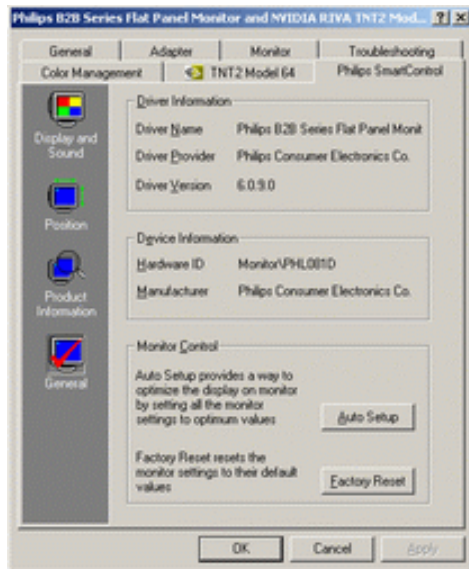 Philips B2B Series Flat Panel Monitor and NVIDIA RIVA TNT2 Mod...
General Adapter Monitor Troubleshooting
Color Management TNT2 Model 64 Philips SmartControl
Display and
Sound
Position
Product
Information
General
Driver Information
Driver Name Philips B2B Series Flat Panel Monit
Driver Provider Philips Consumer Electronics Co.
Driver Version 6.0.9.0
Device Information
Hardware ID Monitor\PHL081D
Manufacturer Philips Consumer Electronics Co.
Monitor Control
Auto Setup provides a way to
optimize the display on monitor
by setting all the monitor
settings to optimum values
Auto Setup
Factory Reset resets the
monitor settings to their default
values
Factory Reset
OK Cancel Apply